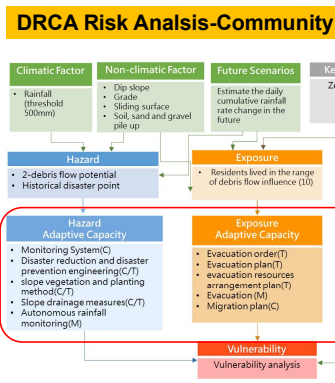 DRCA Risk Analsis-Community
Climatic Factor
• Rainfall
(threshold
500mm)
Non-climatic Factor
• Dip slope
• Grade
• Sliding surface
• Soil, sand and gravel
pile up
Future Scenarios
Estimate the daily
cumulative rainfall
rate change in the
future
Ke
Ze
Hazard
• 2-debris flow potential
• Historical disaster point
Exposure
• Residents lived in the range
of debris flow influence (10)
Hazard
Adaptive Capacity
• Monitoring System(C)
• Disaster reduction and disaster
prevention engineering(C/T)
• slope vegetation and planting
method(C/T)
• Slope drainage measures(C/T)
• Autonomous rainfall
monitoring(M)
Exposure
Adaptive Capacity
• Evacuation order(T)
• Evacuation plan(T)
• evacuation resources
arrangement plan(T)
• Evacuation (M)
• Migration plan(C)
Vulnerability
Vulnerability analysis